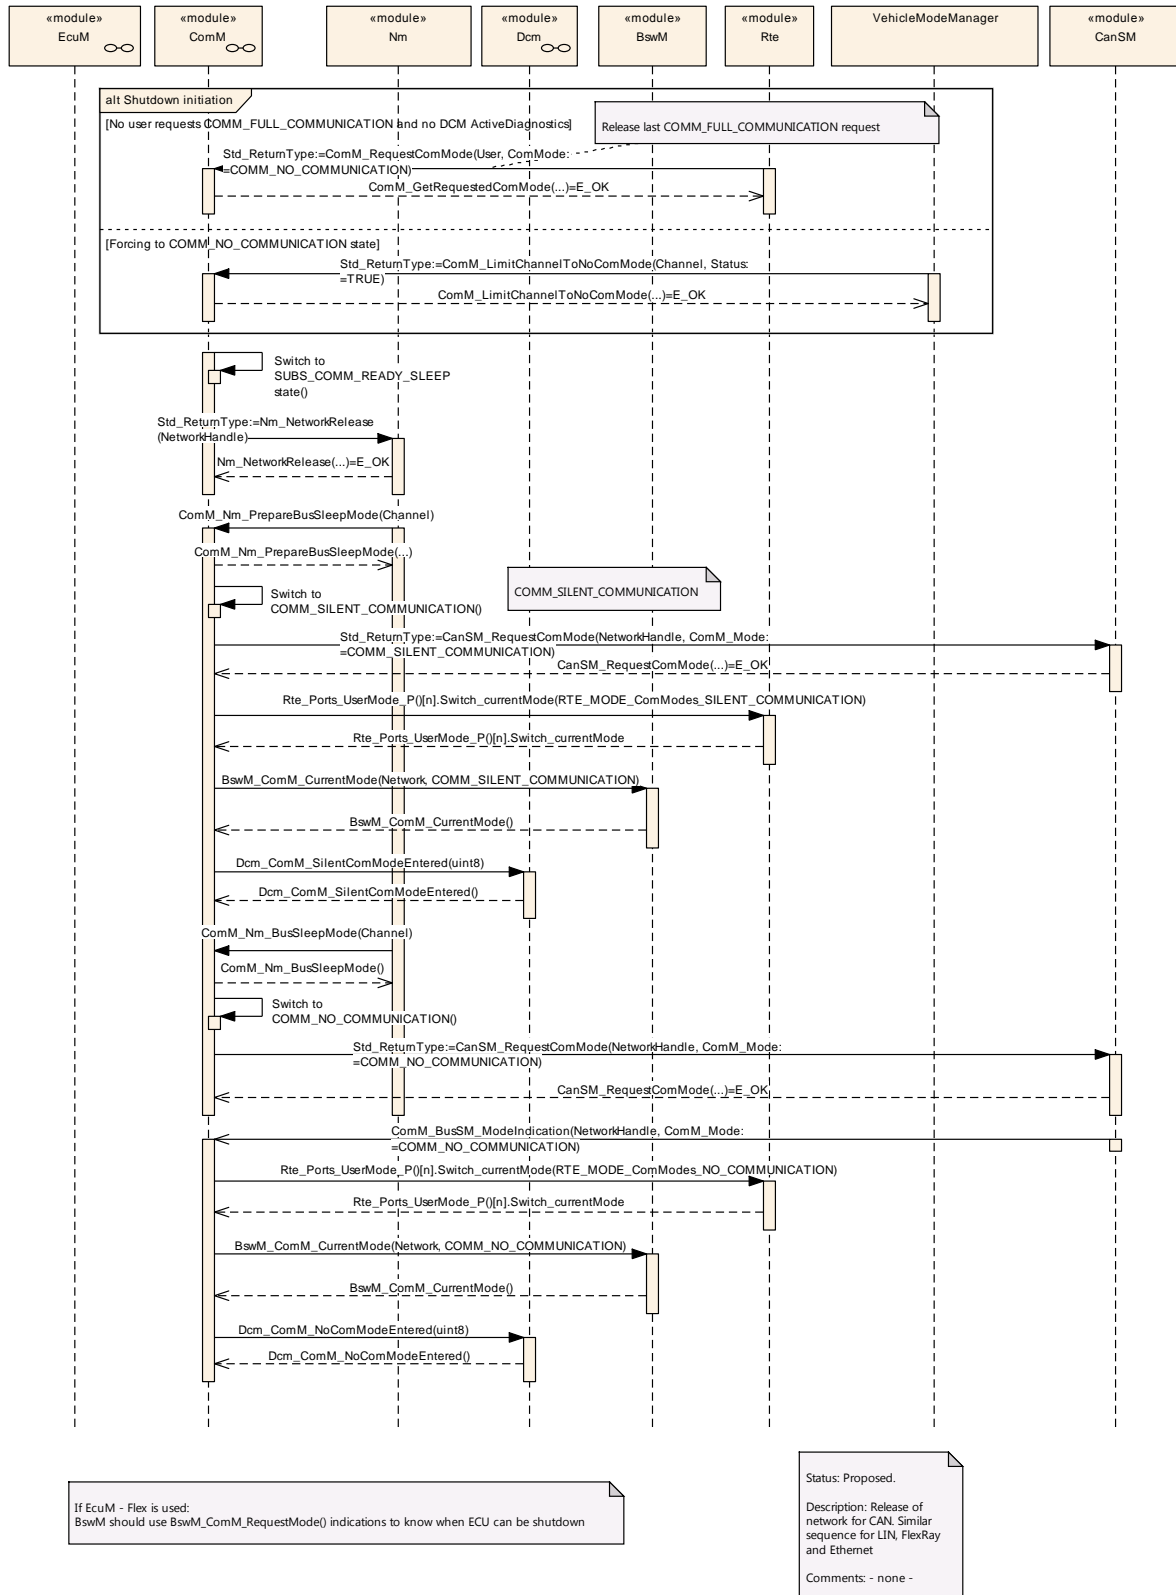 «module»
EcuM
«module»
ComM
«module»
Nm
«module»
Dcm
«module»
BswM
«module»
Rte
VehicleModeManager
«module»
CanSM
alt Shutdown initiation
[No user requests COMM_FULL_COMMUNICATION and no DCM ActiveDiagnostics]
Release last COMM_FULL_COMMUNICATION request
Std_ReturnType:=ComM_RequestComMode(User, ComMode:
=COMM_NO_COMMUNICATION)
ComM_GetRequestedComMode(...)=E_OK
[Forcing to COMM_NO_COMMUNICATION state]
Std_ReturnType:=ComM_LimitChannelToNoComMode(Channel, Status:
=TRUE)
ComM_LimitChannelToNoComMode(...)=E_OK
Switch to
SUBS_COMM_READY_SLEEP
state()
Std_ReturnType:=Nm_NetworkRelease
(NetworkHandle)
Nm_NetworkRelease(...)=E_OK
ComM_Nm_PrepareBusSleepMode(Channel)
ComM_Nm_PrepareBusSleepMode(...)
Switch to
COMM_SILENT_COMMUNICATION()
COMM_SILENT_COMMUNICATION
Std_ReturnType:=CanSM_RequestComMode(NetworkHandle, ComM_Mode:
=COMM_SILENT_COMMUNICATION)
CanSM_RequestComMode(...)=E_OK
Rte_Ports_UserMode_P()[n].Switch_currentMode(RTE_MODE_ComModes_SILENT_COMMUNICATION)
Rte_Ports_UserMode_P()[n].Switch_currentMode
BswM_ComM_CurrentMode(Network, COMM_SILENT_COMMUNICATION)
BswM_ComM_CurrentMode()
Dcm_ComM_SilentComModeEntered(uint8)
Dcm_ComM_SilentComModeEntered()
ComM_Nm_BusSleepMode(Channel)
ComM_Nm_BusSleepMode()
Switch to
COMM_NO_COMMUNICATION()
Std_ReturnType:=CanSM_RequestComMode(NetworkHandle, ComM_Mode:
=COMM_NO_COMMUNICATION)
CanSM_RequestComMode(...)=E_OK
ComM_BusSM_ModeIndication(NetworkHandle, ComM_Mode:
=COMM_NO_COMMUNICATION)
Rte_Ports_UserMode_P()[n].Switch_currentMode(RTE_MODE_ComModes_NO_COMMUNICATION)
Rte_Ports_UserMode_P()[n].Switch_currentMode
BswM_ComM_CurrentMode(Network, COMM_NO_COMMUNICATION)
BswM_ComM_CurrentMode()
Dcm_ComM_NoComModeEntered(uint8)
Dcm_ComM_NoComModeEntered()
If EcuM - Flex is used:
BswM should use BswM_ComM_RequestMode() indications to know when ECU can be shutdown
Status: Proposed.
Description: Release of
network for CAN. Similar
sequence for LIN, FlexRay
and Ethernet
Comments: - none -